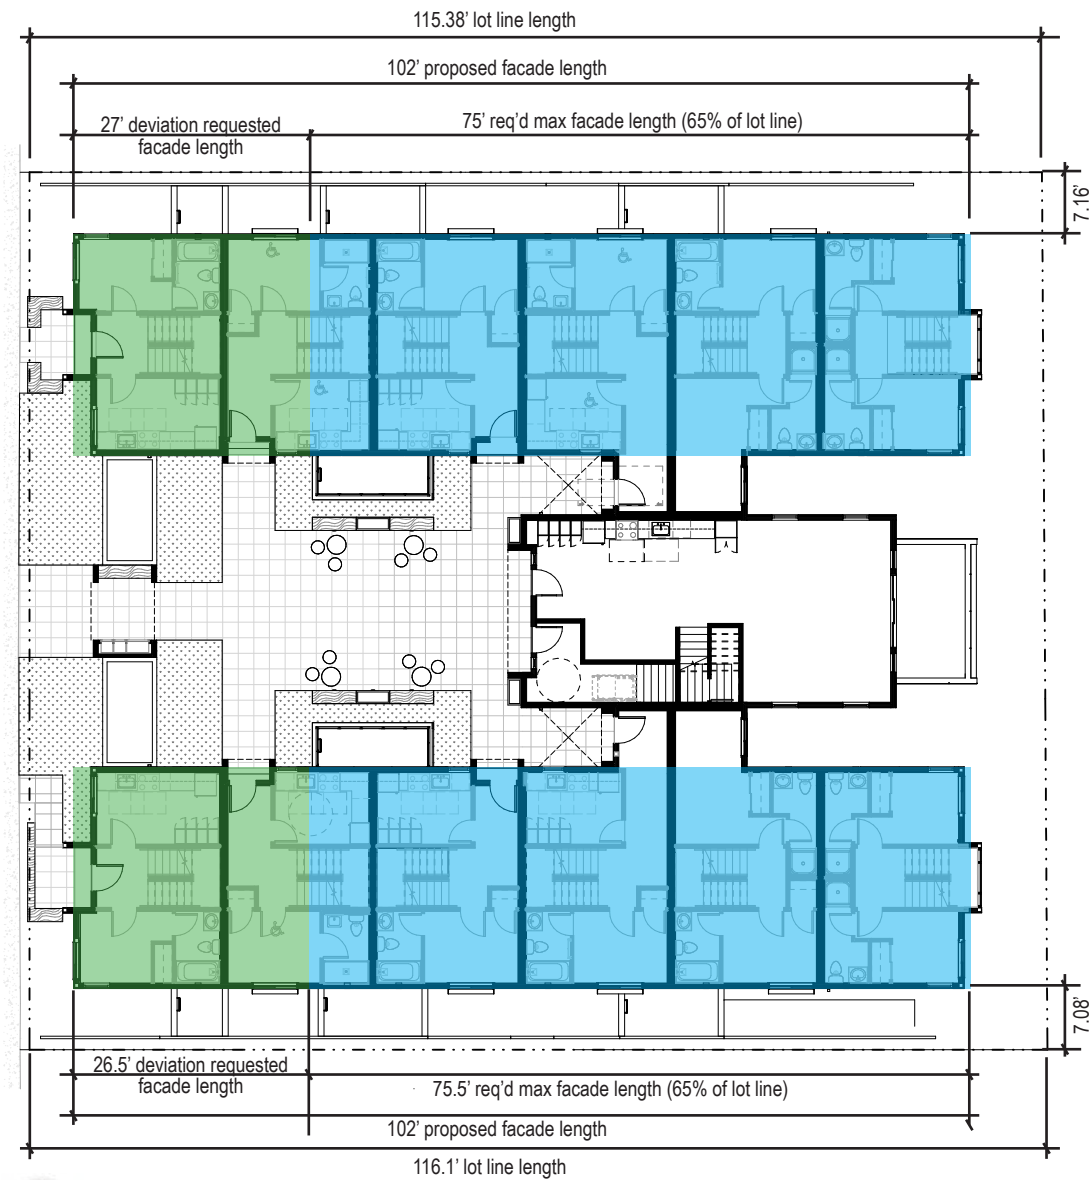 115.38’ lot line length
102’ proposed facade length
27’ deviation requested
facade length
75’ req’d max facade length (65% of lot line)
7.16’
7.08’
26.5’ deviation requested
facade length
75.5’ req’d max facade length (65% of lot line)
102’ proposed facade length
116.1’ lot line length